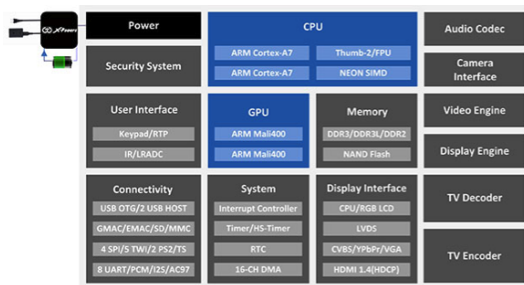 X-Powers
Power
CPU
ARM Cortex-A7
Thumb-2/FPU
ARM Cortex-A7
NEON SIMD
Audio Codec
Security System
Camera
Interface
User Interface
Keypad/RTP
IR/LRADC
GPU
ARM Mali400
ARM Mali400
Memory
DDR3/DDR3L/DDR2
NAND Flash
Video Engine
Display Engine
Connectivity
USB OTG/2 USB HOST
GMAC/EMAC/SD/MMC
4 SPI/5 TWI/2 PS2/TS
8 UART/PCM/I2S/AC97
System
Interrupt Controller
Timer/HS-Timer
RTC
16-CH DMA
Display Interface
CPU/RGB LCD
LVDS
CVBS/YPbPr/VGA
HDMI 1.4(HDCP)
TV Decoder
TV Encoder